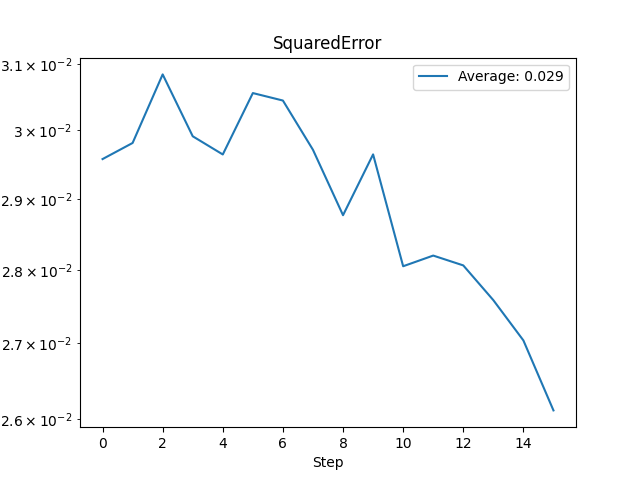 SquaredError
Average: 0.029
3.1 × 10⁻²
3 × 10⁻²
2.9 × 10⁻²
2.8 × 10⁻²
2.7 × 10⁻²
2.6 × 10⁻²
0 2 4 6 8 10 12 14
Step